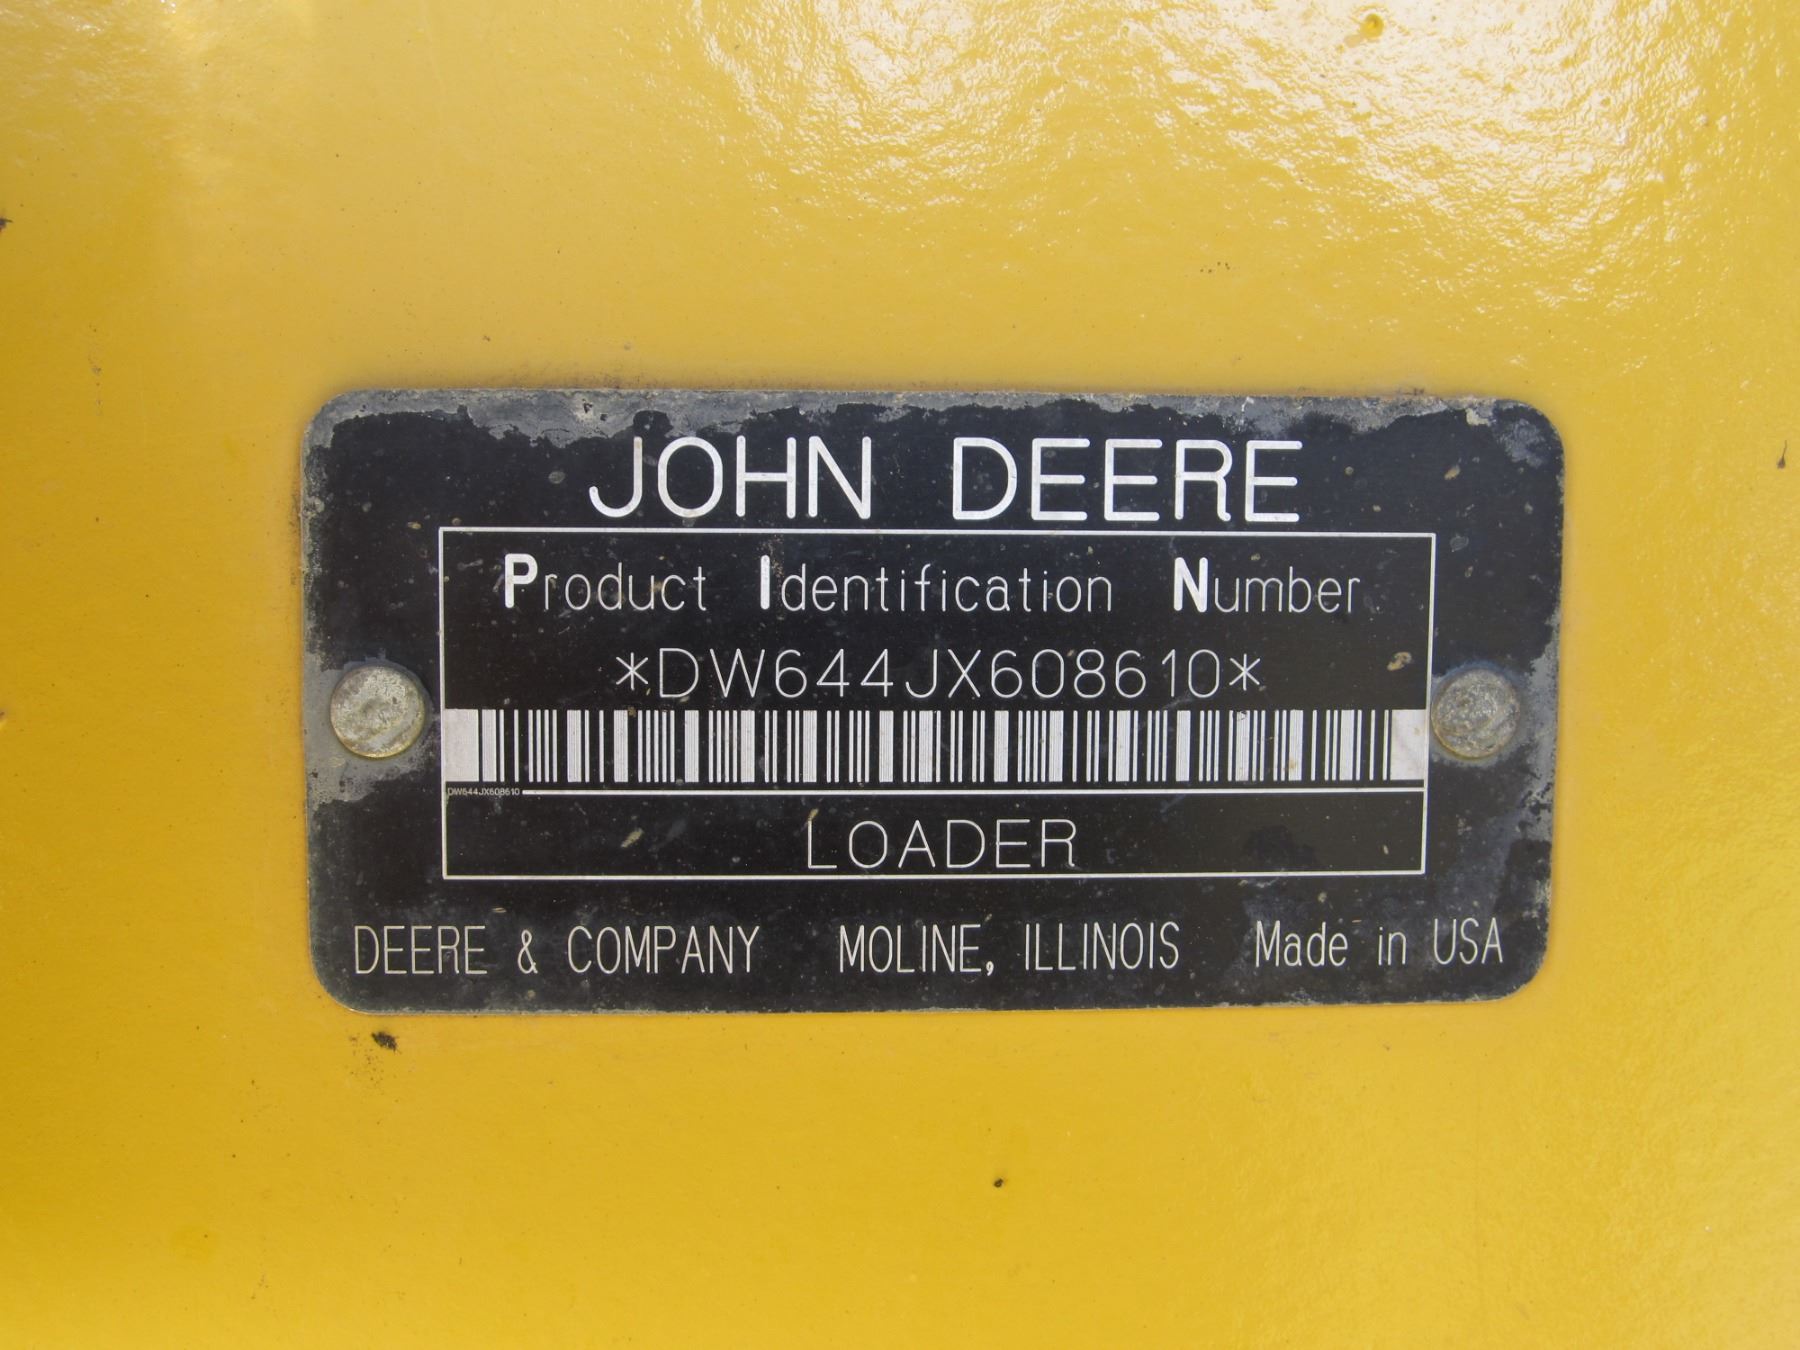 JOHN DEERE
Product Identification Number
*DW644JX608610*
DW644JX608610
LOADER
DEERE & COMPANY MOLINE, ILLINOIS Made in USA